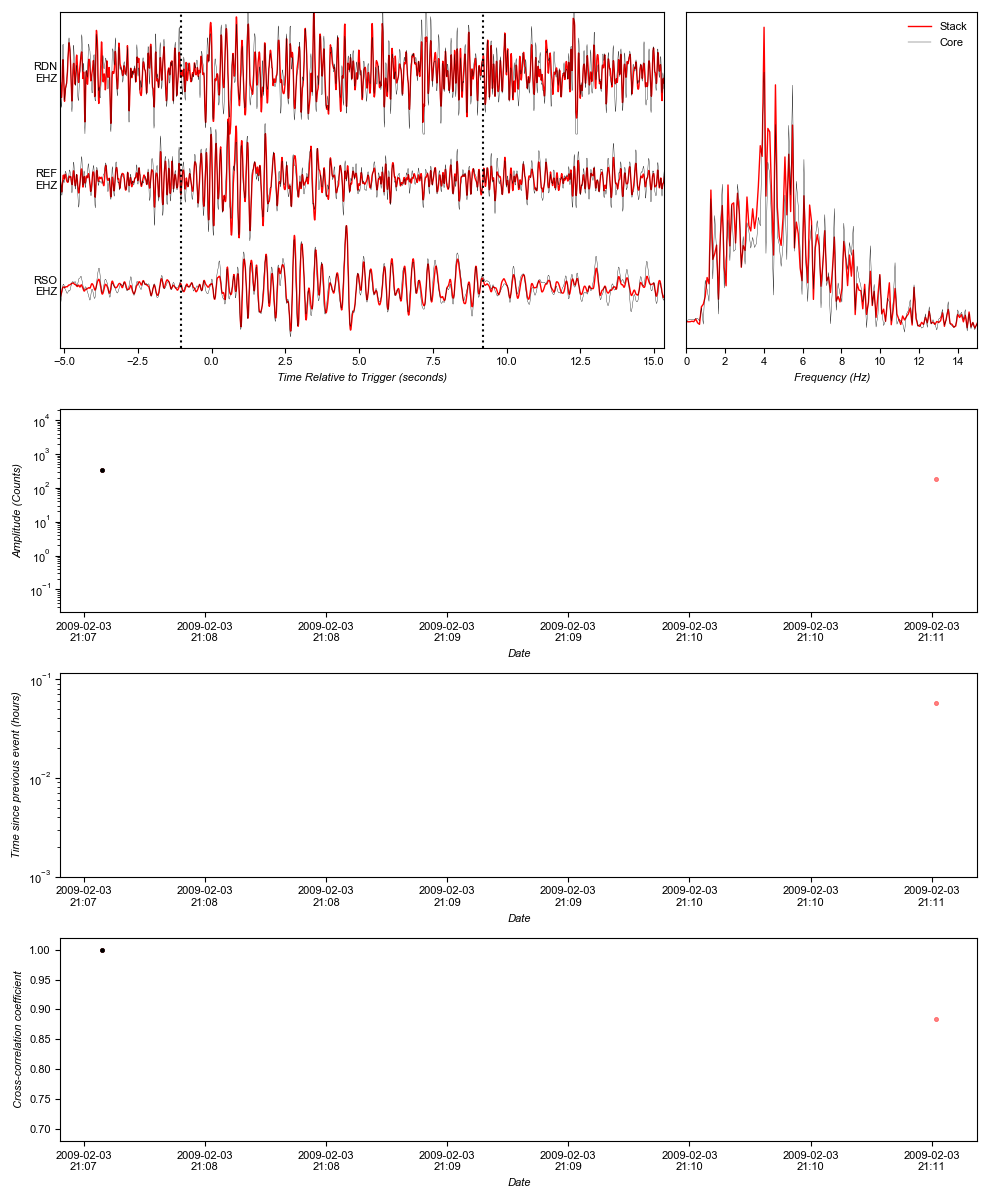 RDN
EHZ
REF
EHZ
RSO
EHZ
−5.0 −2.5 0.0 2.5 5.0 7.5 10.0 12.5 15.0
Time Relative to Trigger (seconds)
Stack
Core
0 2 4 6 8 10 12 14
Frequency (Hz)
10⁴
10³
10²
10¹
10⁰
10⁻¹
Amplitude (Counts)
2009-02-03 2009-02-03 2009-02-03 2009-02-03 2009-02-03 2009-02-03 2009-02-03 2009-02-03
21:07 21:08 21:08 21:09 21:09 21:10 21:10 21:11
Date
10⁻¹
10⁻²
10⁻³
Time since previous event (hours)
2009-02-03 2009-02-03 2009-02-03 2009-02-03 2009-02-03 2009-02-03 2009-02-03 2009-02-03
21:07 21:08 21:08 21:09 21:09 21:10 21:10 21:11
Date
1.00
0.95
0.90
0.85
0.80
0.75
0.70
Cross-correlation coefficient
2009-02-03 2009-02-03 2009-02-03 2009-02-03 2009-02-03 2009-02-03 2009-02-03 2009-02-03
21:07 21:08 21:08 21:09 21:09 21:10 21:10 21:11
Date